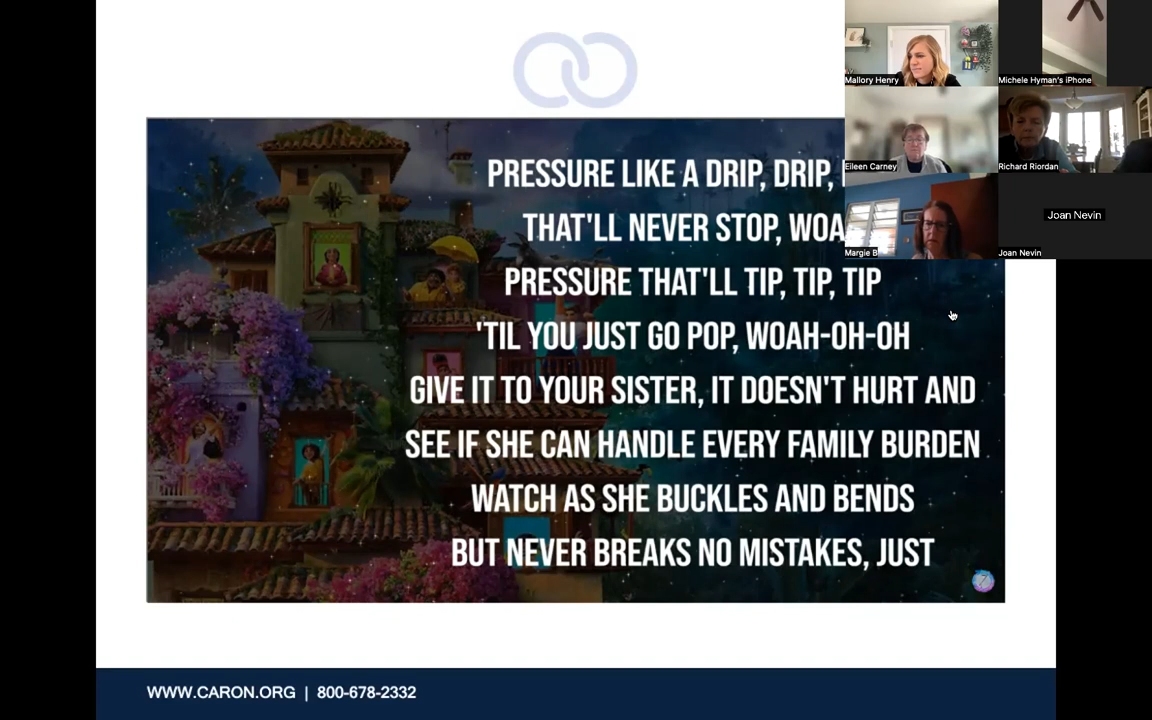 Mallory Henry
Michele Hyman's iPhone
Eileen Carney
Richard Riordan
Joan Nevin
Margie B
Joan Nevin
PRESSURE LIKE A DRIP, DRIP,
THAT'LL NEVER STOP, WOA
PRESSURE THAT'LL TIP, TIP, TIP
'TIL YOU JUST GO POP, WOAH-OH-OH
GIVE IT TO YOUR SISTER, IT DOESN'T HURT AND
SEE IF SHE CAN HANDLE EVERY FAMILY BURDEN
WATCH AS SHE BUCKLES AND BENDS
BUT NEVER BREAKS NO MISTAKES, JUST
WWW.CARON.ORG | 800-678-2332